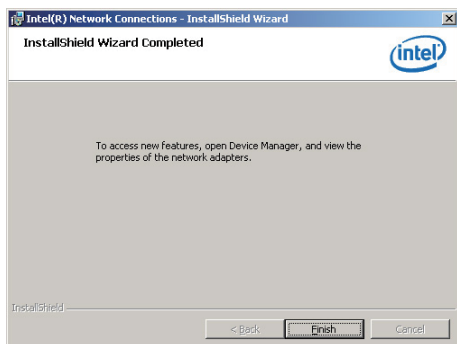 Intel(R) Network Connections - InstallShield Wizard
InstallShield Wizard Completed
intel
To access new features, open Device Manager, and view the
properties of the network adapters.
InstallShield
< Back
Finish
Cancel